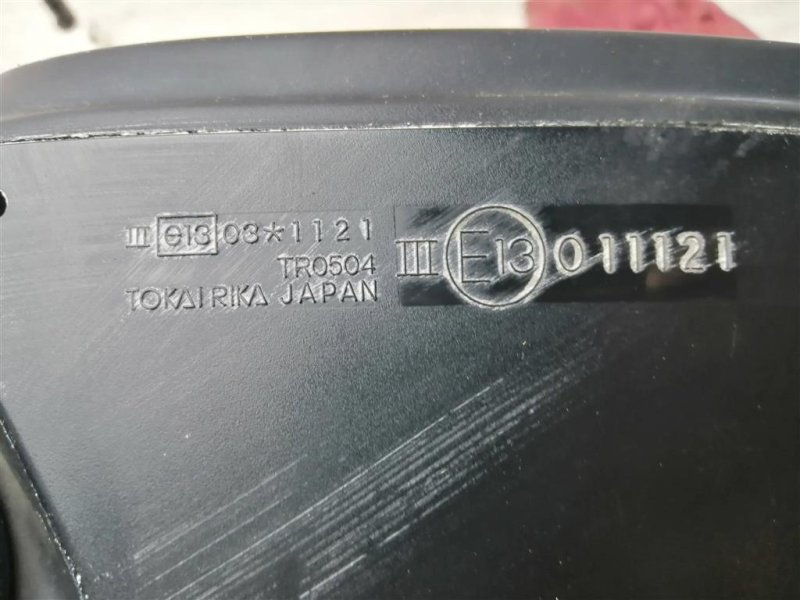 III e13 03*1121
TR0504
TOKAI RIKA JAPAN
III E13 011121